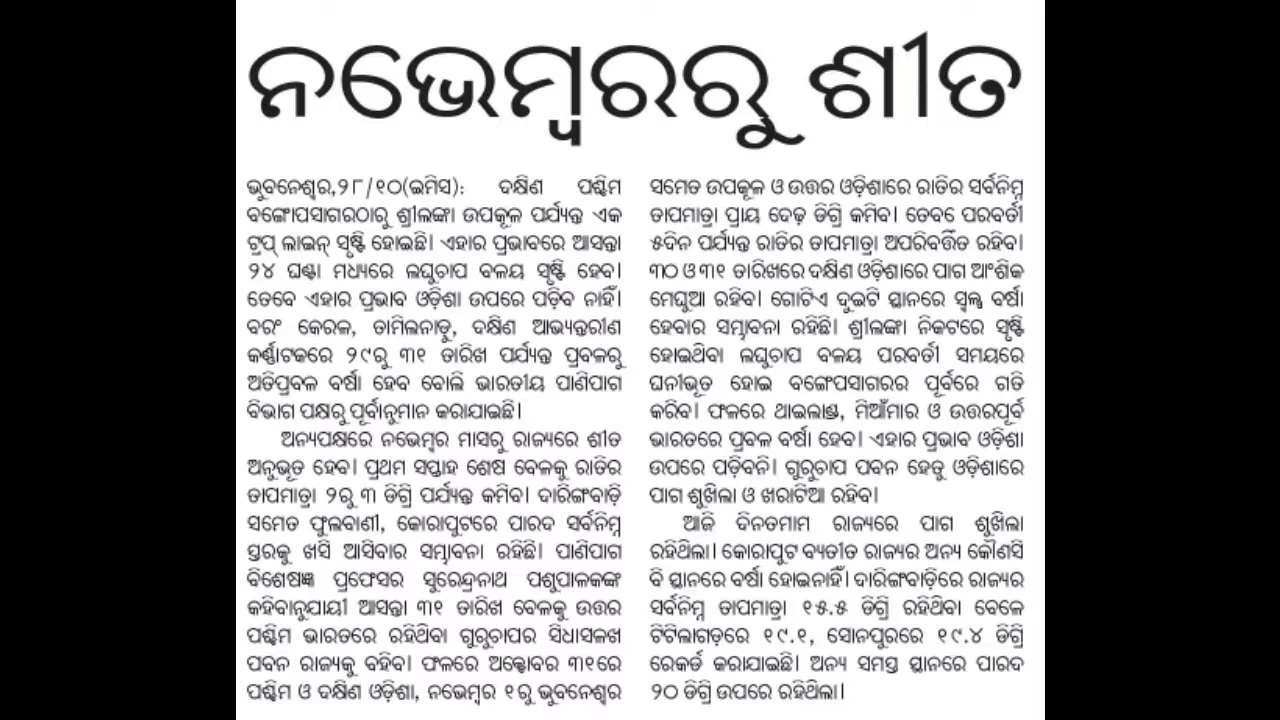 ନଭେମ୍ବରରୁ ଶୀତ
ଭୁବନେଶ୍ୱର,୨୮/୧୦(ଇମିସ): ଦକ୍ଷିଣ ପଶ୍ଚିମ
ବଙ୍ଗୋପସାଗରଠାରୁ ଶ୍ରୀଲଙ୍କା ଉପକୂଳ ପର୍ଯ୍ୟନ୍ତ ଏକ
ଟ୍ରପ୍ ଲାଇନ୍ ସୃଷ୍ଟି ହୋଇଛି। ଏହାର ପ୍ରଭାବରେ ଆସନ୍ତା
୨୪ ଘଣ୍ଟା ମଧ୍ୟରେ ଲଘୁଚାପ ବଳୟ ସୃଷ୍ଟି ହେବ।
ତେବେ ଏହାର ପ୍ରଭାବ ଓଡ଼ିଶା ଉପରେ ପଡ଼ିବ ନାହିଁ।
ବରଂ କେରଳ, ତାମିଲନାଡୁ, ଦକ୍ଷିଣ ଆଭ୍ୟନ୍ତରୀଣ
କର୍ଣ୍ଣାଟକରେ ୨୯ରୁ ୩୧ ତାରିଖ ପର୍ଯ୍ୟନ୍ତ ପ୍ରବଳରୁ
ଅତିପ୍ରବଳ ବର୍ଷା ହେବ ବୋଲି ଭାରତୀୟ ପାଣିପାଗ
ବିଭାଗ ପକ୍ଷରୁ ପୂର୍ବାନୁମାନ କରାଯାଇଛି।
ଅନ୍ୟପକ୍ଷରେ ନଭେମ୍ବର ମାସରୁ ରାଜ୍ୟରେ ଶୀତ
ଅନୁଭୂତ ହେବ। ପ୍ରଥମ ସପ୍ତାହ ଶେଷ ବେଳକୁ ରାତିର
ତାପମାତ୍ରା ୨ରୁ ୩ ଡିଗ୍ରି ପର୍ଯ୍ୟନ୍ତ କମିବ। ଦାରିଙ୍ଗବାଡ଼ି
ସମେତ ଫୁଲବାଣୀ, କୋରାପୁଟରେ ପାରଦ ସର୍ବନିମ୍ନ
ସ୍ତରକୁ ଖସି ଆସିବାର ସମ୍ଭାବନା ରହିଛି। ପାଣିପାଗ
ବିଶେଷଜ୍ଞ ପ୍ରଫେସର ସୁରେନ୍ଦ୍ରନାଥ ପଶୁପାଳକଙ୍କ
କହିବାନୁଯାୟୀ ଆସନ୍ତା ୩୧ ତାରିଖ ବେଳକୁ ଉତ୍ତର
ପଶ୍ଚିମ ଭାରତରେ ରହିଥିବା ଗୁରୁଚାପର ସିଧାସଳଖ
ପବନ ରାଜ୍ୟକୁ ବହିବ। ଫଳରେ ଅକ୍ଟୋବର ୩୧ରେ
ପଶ୍ଚିମ ଓ ଦକ୍ଷିଣ ଓଡ଼ିଶା, ନଭେମ୍ବର ୧ରୁ ଭୁବନେଶ୍ୱର
ସମେତ ଉପକୂଳ ଓ ଉତ୍ତର ଓଡ଼ିଶାରେ ରାତିର ସର୍ବନିମ୍ନ
ତାପମାତ୍ରା ପ୍ରାୟ ଦେଢ଼ ଡିଗ୍ରି କମିବ। ତେବେ ପରବର୍ତୀ
୫ଦିନ ପର୍ଯ୍ୟନ୍ତ ରାତିର ତାପମାତ୍ରା ଅପରିବର୍ତ୍ତିତ ରହିବ।
୩୦ ଓ ୩୧ ତାରିଖରେ ଦକ୍ଷିଣ ଓଡ଼ିଶାରେ ପାଗ ଆଂଶିକ
ମେଘୁଆ ରହିବ। ଗୋଟିଏ ଦୁଇଟି ସ୍ଥାନରେ ସ୍ୱଳ୍ପ ବର୍ଷା
ହେବାର ସମ୍ଭାବନା ରହିଛି। ଶ୍ରୀଲଙ୍କା ନିକଟରେ ସୃଷ୍ଟି
ହୋଇଥିବା ଲଘୁଚାପ ବଳୟ ପରବର୍ତୀ ସମୟରେ
ଘନୀଭୂତ ହୋଇ ବଙ୍ଗେପସାଗରର ପୂର୍ବରେ ଗତି
କରିବ। ଫଳରେ ଥାଇଲାଣ୍ଡ, ମିଆଁମାର ଓ ଉତ୍ତରପୂର୍ବ
ଭାରତରେ ପ୍ରବଳ ବର୍ଷା ହେବ। ଏହାର ପ୍ରଭାବ ଓଡ଼ିଶା
ଉପରେ ପଡ଼ିବନି। ଗୁରୁଚାପ ପବନ ହେତୁ ଓଡ଼ିଶାରେ
ପାଗ ଶୁଖିଲା ଓ ଖରାଟିଆ ରହିବ।
ଆଜି ଦିନତମାମ ରାଜ୍ୟରେ ପାଗ ଶୁଖିଲା
ରହିଥିଲା। କୋରାପୁଟ ବ୍ୟତୀତ ରାଜ୍ୟର ଅନ୍ୟ କୌଣସି
ବି ସ୍ଥାନରେ ବର୍ଷା ହୋଇନାହିଁ। ଦାରିଙ୍ଗବାଡ଼ିରେ ରାଜ୍ୟର
ସର୍ବନିମ୍ନ ତାପମାତ୍ରା ୧୫.୫ ଡିଗ୍ରି ରହିଥିବା ବେଳେ
ଟିଟିଲାଗଡ଼ରେ ୧୯.୧, ସୋନପୁରରେ ୧୯.୪ ଡିଗ୍ରି
ରେକର୍ଡ କରାଯାଇଛି। ଅନ୍ୟ ସମସ୍ତ ସ୍ଥାନରେ ପାରଦ
୨୦ ଡିଗ୍ରି ଉପରେ ରହିଥିଲା।